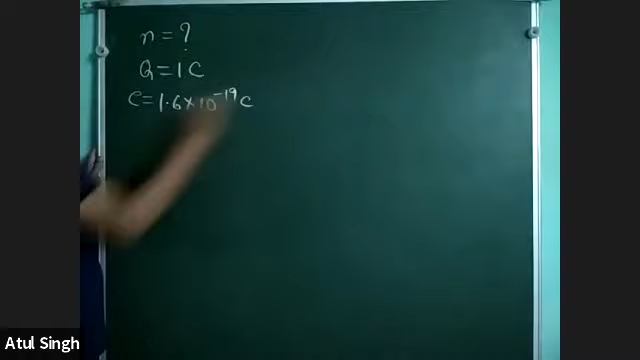 n = ?
Q = 1 C
e = 1.6 × 10⁻¹⁹ C
Atul Singh